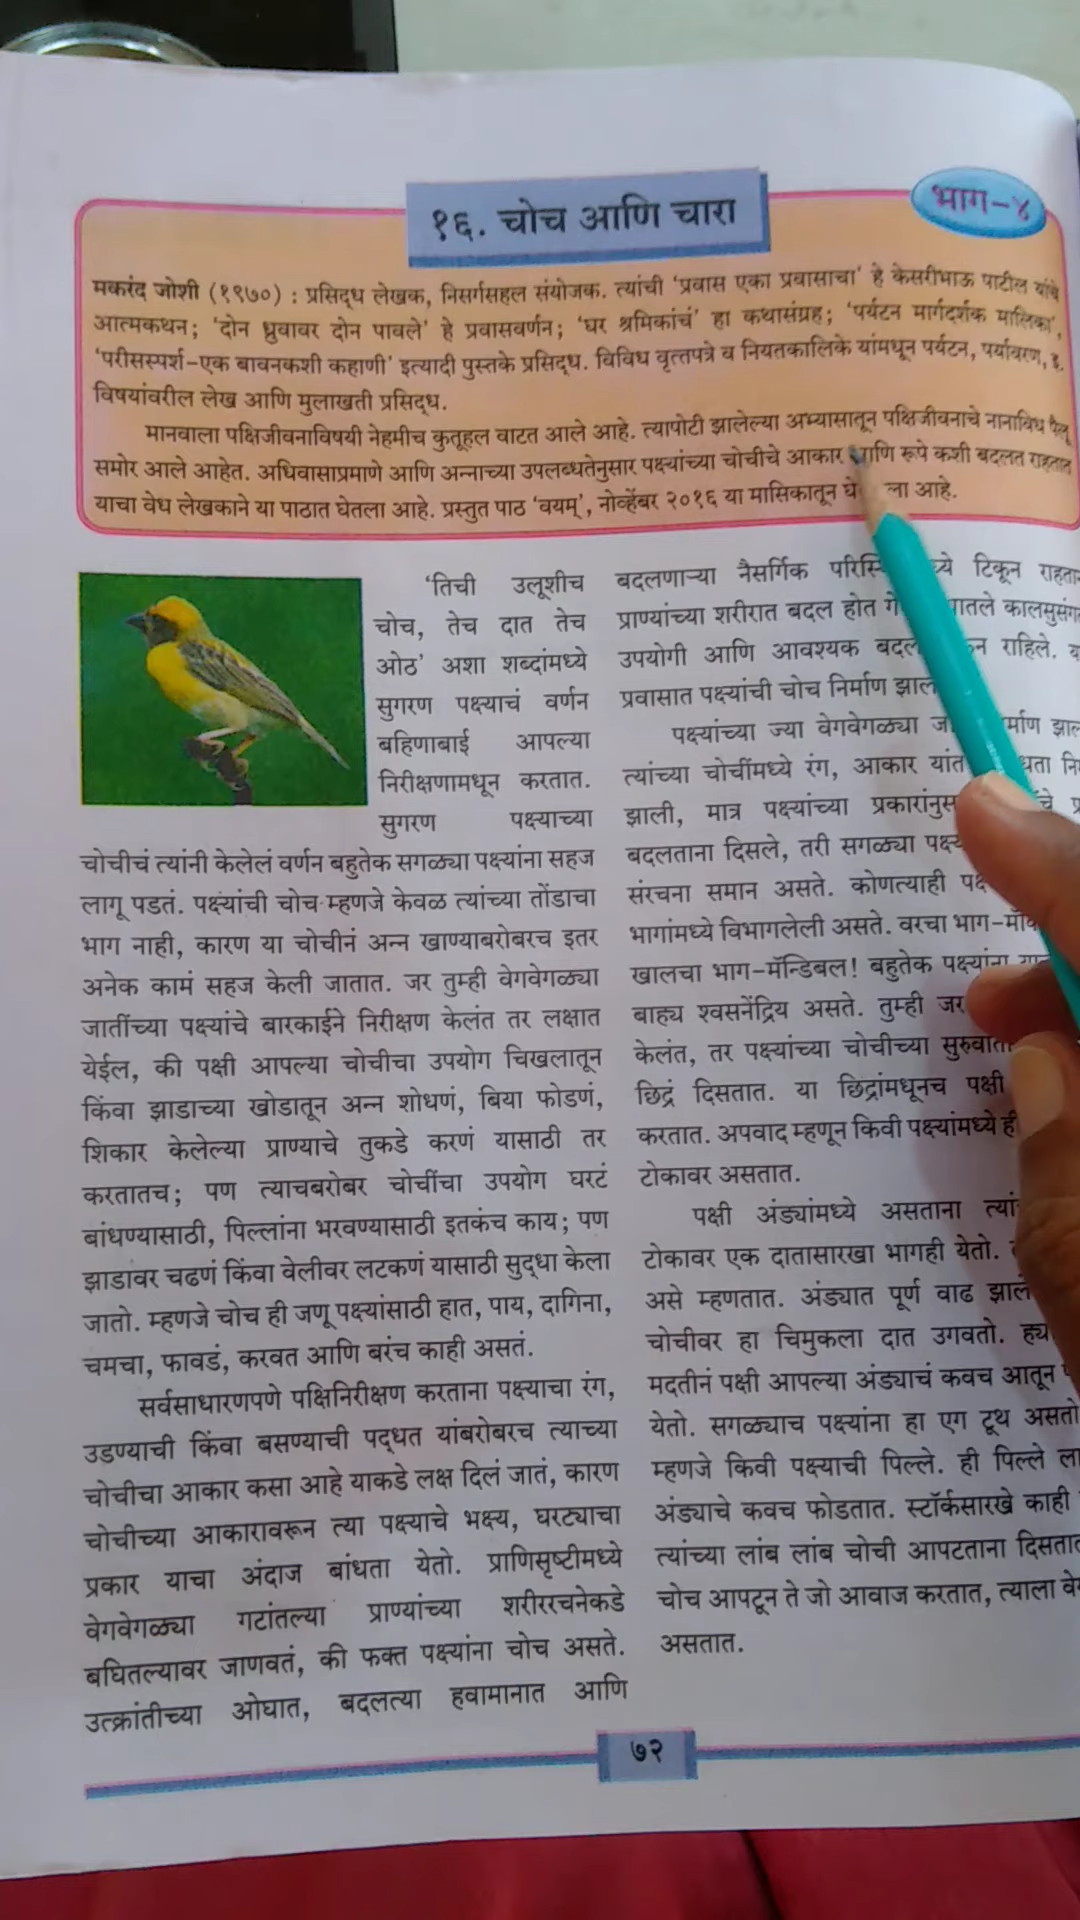 १६. चोच आणि चारा
भाग-४
मकरंद जोशी (१९७०) : प्रसिद्ध लेखक, निसर्गसहल संयोजक. त्यांची ‘प्रवास एका प्रवासाचा’ हे केसरीभाऊ पाटील यांचे
आत्मकथन; ‘दोन ध्रुवावर दोन पावले’ हे प्रवासवर्णन; ‘घर श्रमिकांचं’ हा कथासंग्रह; ‘पर्यटन मार्गदर्शक मालिका’,
‘परीसस्पर्श-एक बावनकशी कहाणी’ इत्यादी पुस्तके प्रसिद्ध. विविध वृत्तपत्रे व नियतकालिके यांमधून पर्यटन, पर्यावरण, इ.
विषयांवरील लेख आणि मुलाखती प्रसिद्ध.
मानवाला पक्षिजीवनाविषयी नेहमीच कुतूहल वाटत आले आहे. त्यापोटी झालेल्या अभ्यासातून पक्षिजीवनाचे नानाविध पैलू
समोर आले आहेत. अधिवासाप्रमाणे आणि अन्नाच्या उपलब्धतेनुसार पक्ष्यांच्या चोचीचे आकार आणि रूपे कशी बदलत राहतात
याचा वेध लेखकाने या पाठात घेतला आहे. प्रस्तुत पाठ ‘वयम्’, नोव्हेंबर २०१६ या मासिकातून ला आहे.
‘तिची उलूशीच
चोच, तेच दात तेच
ओठ’ अशा शब्दांमध्ये
सुगरण पक्ष्याचं वर्णन
बहिणाबाई आपल्या
निरीक्षणामधून करतात.
सुगरण पक्ष्याच्या
चोचीचं त्यांनी केलेलं वर्णन बहुतेक सगळ्या पक्ष्यांना सहज
लागू पडतं. पक्ष्यांची चोच म्हणजे केवळ त्यांच्या तोंडाचा
भाग नाही, कारण या चोचीनं अन्न खाण्याबरोबरच इतर
अनेक कामं सहज केली जातात. जर तुम्ही वेगवेगळ्या
जातींच्या पक्ष्यांचे बारकाईने निरीक्षण केलंत तर लक्षात
येईल, की पक्षी आपल्या चोचीचा उपयोग चिखलातून
किंवा झाडाच्या खोडातून अन्न शोधणं, बिया फोडणं,
शिकार केलेल्या प्राण्याचे तुकडे करणं यासाठी तर
करतातच; पण त्याचबरोबर चोचींचा उपयोग घरटं
बांधण्यासाठी, पिल्लांना भरवण्यासाठी इतकंच काय; पण
झाडांवर चढणं किंवा वेलीवर लटकणं यासाठी सुद्धा केला
जातो. म्हणजे चोच ही जणू पक्ष्यांसाठी हात, पाय, दागिना,
चमचा, फावडं, करवत आणि बरंच काही असतं.
सर्वसाधारणपणे पक्षिनिरीक्षण करताना पक्ष्याचा रंग,
उडण्याची किंवा बसण्याची पद्धत यांबरोबरच त्याच्या
चोचीचा आकार कसा आहे याकडे लक्ष दिलं जातं, कारण
चोचीच्या आकारावरून त्या पक्ष्याचे भक्ष्य, घरट्याचा
प्रकार याचा अंदाज बांधता येतो. प्राणिसृष्टीमध्ये
वेगवेगळ्या गटांतल्या प्राण्यांच्या शरीररचनेकडे
बघितल्यावर जाणवतं, की फक्त पक्ष्यांना चोच असते.
उत्क्रांतीच्या ओघात, बदलत्या हवामानात आणि
बदलणाऱ्या नैसर्गिक टिकून
प्राण्यांच्या शरीरात बदल होत
उपयोगी आणि आवश्यक बदल राहिले.
प्रवासात पक्ष्यांची चोच निर्माण
पक्ष्यांच्या ज्या वेगवेगळ्या
त्यांच्या चोचींमध्ये रंग, आकार
झाली, मात्र पक्ष्यांच्या
बदलताना दिसले, तरी सगळ्या
संरचना समान असते. कोणत्याही
भागांमध्ये विभागलेली असते. वरचा
खालचा भाग-मॅन्डिबल! बहुतेक पक्ष्यांना
बाह्य श्वसनेंद्रिय असते. तुम्ही जर
केलंत, तर पक्ष्यांच्या चोचीच्या
छिद्रं दिसतात. या छिद्रांमधूनच पक्षी
करतात. अपवाद म्हणून किवी पक्ष्यांमध्ये ही
टोकावर असतात.
पक्षी अंड्यांमध्ये असताना
टोकावर एक दातासारखा भागही येतो.
असे म्हणतात. अंड्यात पूर्ण वाढ
चोचीवर हा चिमुकला दात उगवतो.
मदतीनं पक्षी आपल्या अंड्याचं कवच आतून
येतो. सगळ्याच पक्ष्यांना हा एग टूथ
म्हणजे किवी पक्ष्याची पिल्ले. ही पिल्ले
अंड्याचे कवच फोडतात. स्टॉर्कसारखे काही
त्यांच्या लांब लांब चोची आपटताना
चोच आपटून ते जो आवाज करतात, त्याला
असतात.
७२